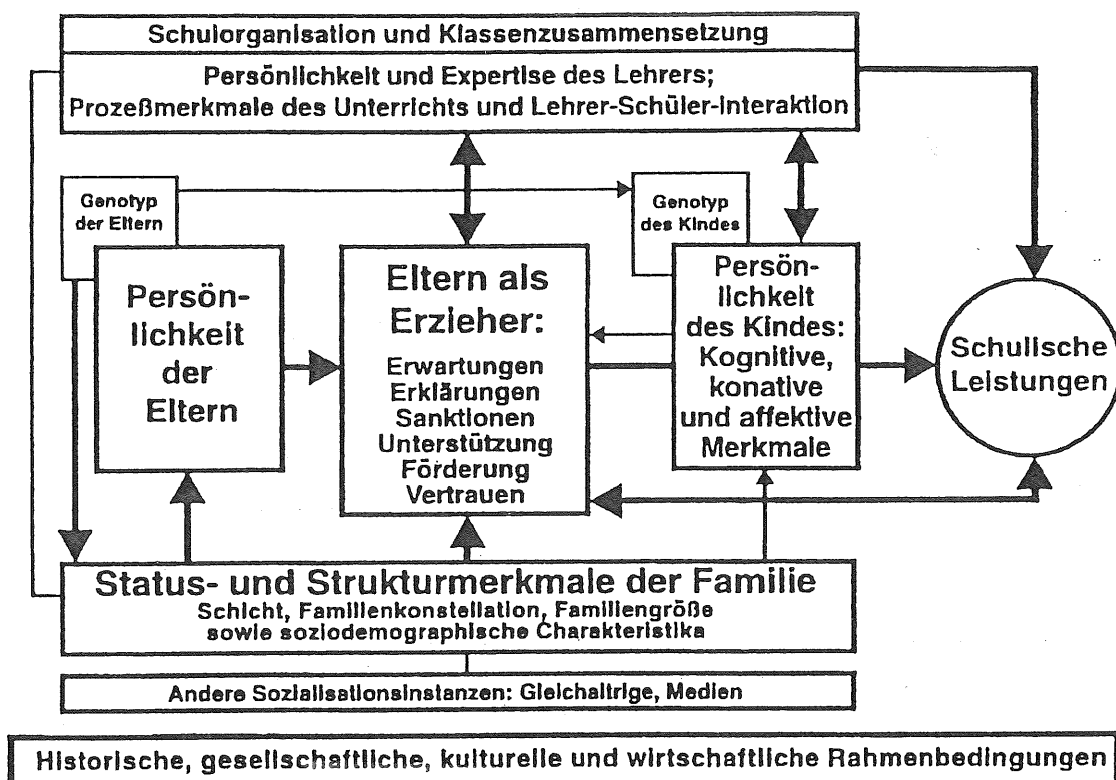 Schulorganisation und Klassenzusammensetzung
Persönlichkeit und Expertise des Lehrers;
Prozeßmerkmale des Unterrichts und Lehrer-Schüler-Interaktion
Genotyp
der Eltern
Genotyp
des Kindes
Persön-
lichkeit
der
Eltern
Eltern als
Erzieher:
Erwartungen
Erklärungen
Sanktionen
Unterstützung
Förderung
Vertrauen
Persön-
lichkeit
des Kindes:
Kognitive,
konative
und affektive
Merkmale
Schulische
Leistungen
Status- und Strukturmerkmale der Familie
Schicht, Familienkonstellation, Familiengröße
sowie soziodemographische Charakteristika
Andere Sozialisationsinstanzen: Gleichaltrige, Medien
Historische, gesellschaftliche, kulturelle und wirtschaftliche Rahmenbedingungen